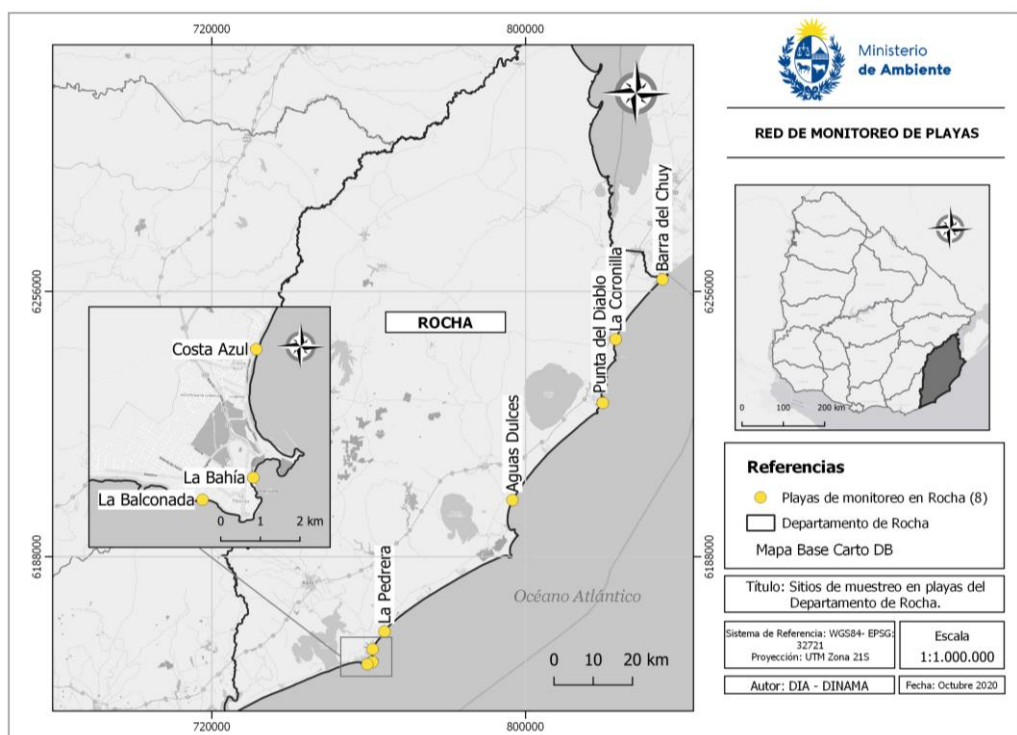 720000
800000
Ministerio
de Ambiente
RED DE MONITOREO DE PLAYAS
Barra del Chuy
La Coronilla
Punta del Diablo
6256000
6256000
ROCHA
Costa Azul
La Bahía
La Balconada
0 1 2 km
Aguas Dulces
0 100 200 km
Referencias
Playas de monitoreo en Rocha (8)
Departamento de Rocha
Mapa Base Carto DB
6188000
6188000
La Pedrera
Océano Atlántico
0 10 20 km
Título: Sitios de muestreo en playas del
Departamento de Rocha.
Sistema de Referencia: WGS84- EPSG:
32721
Proyección: UTM Zona 21S
Escala
1:1.000.000
Autor: DIA - DINAMA
Fecha: Octubre 2020
720000
800000